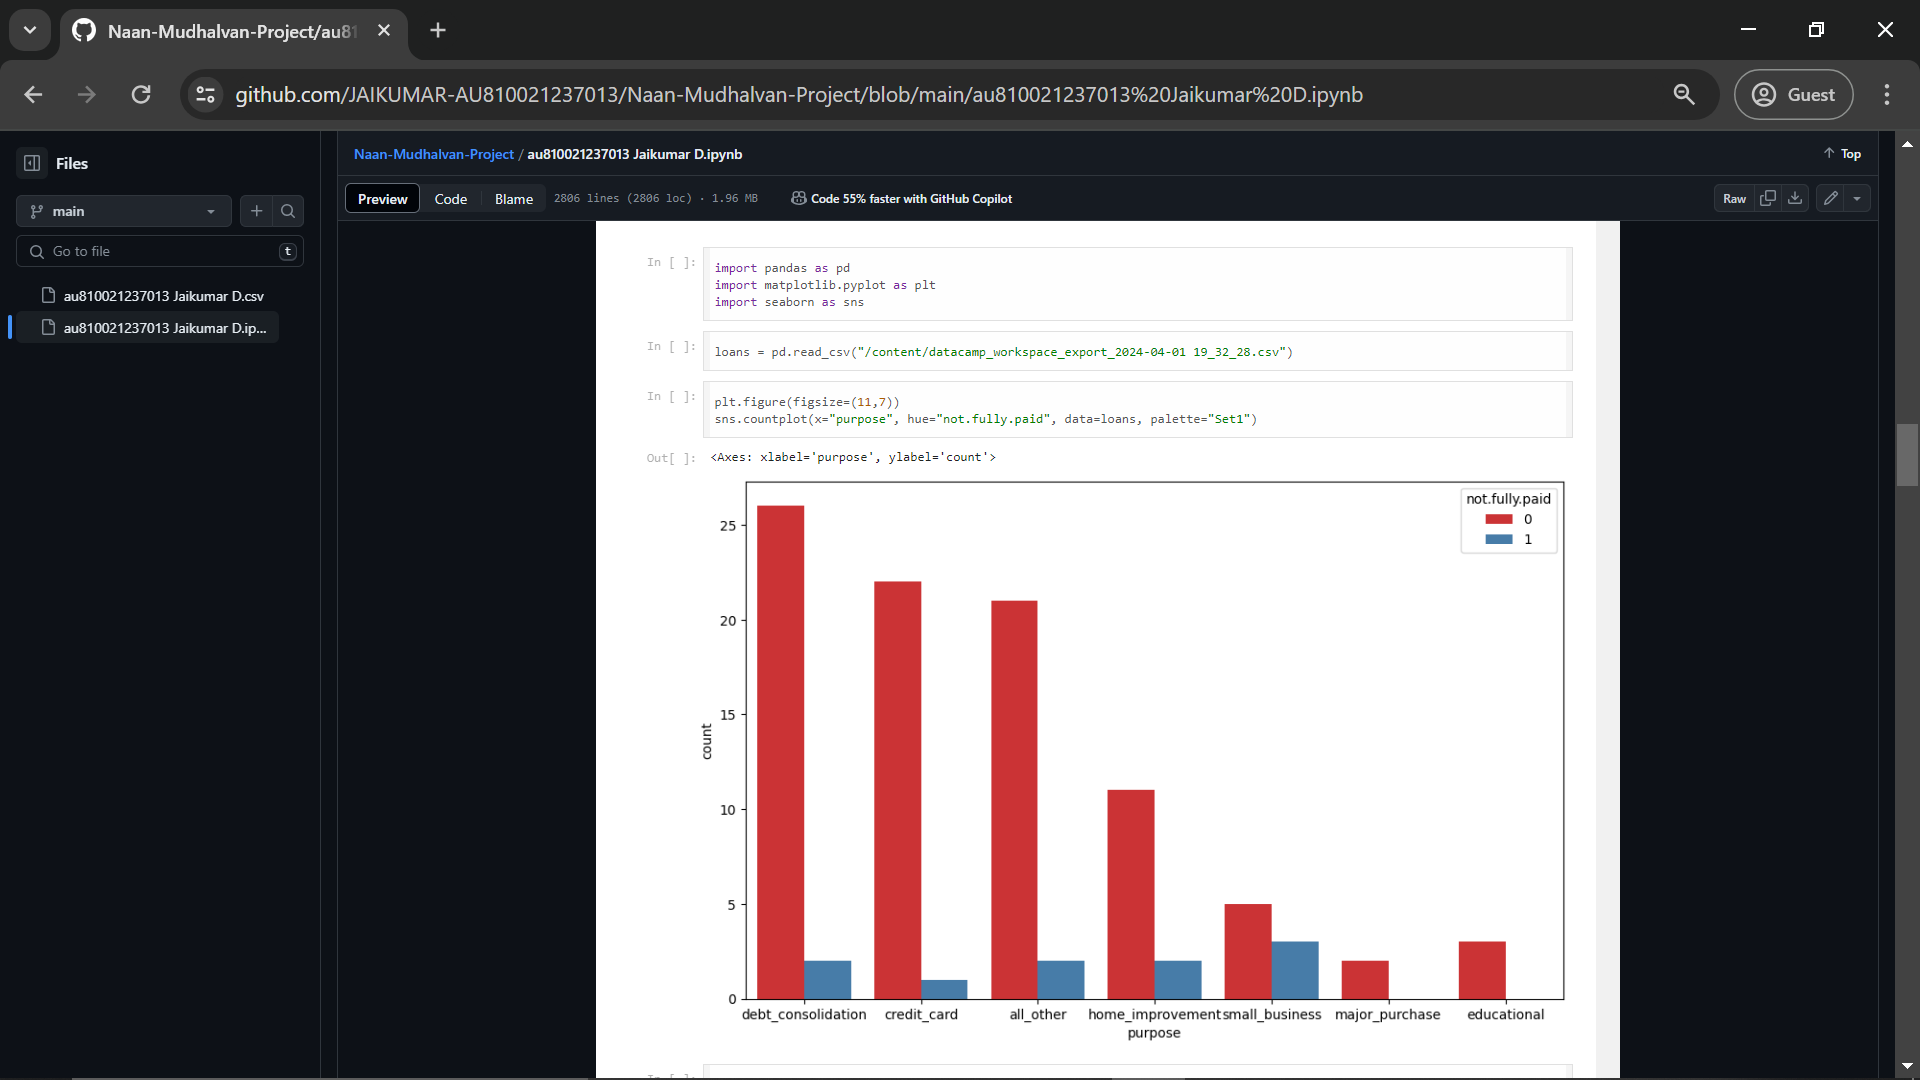 Naan-Mudhalvan-Project/au81
github.com/JAIKUMAR-AU810021237013/Naan-Mudhalvan-Project/blob/main/au810021237013%20Jaikumar%20D.ipynb
Guest
Files
main
Go to file
t
au810021237013 Jaikumar D.csv
au810021237013 Jaikumar D.ip...
Naan-Mudhalvan-Project / au810021237013 Jaikumar D.ipynb
Top
Preview
Code
Blame
2806 lines (2806 loc) · 1.96 MB
Code 55% faster with GitHub Copilot
Raw
In [ ]:
import pandas as pd
import matplotlib.pyplot as plt
import seaborn as sns
In [ ]:
loans = pd.read_csv("/content/datacamp_workspace_export_2024-04-01 19_32_28.csv")
In [ ]:
plt.figure(figsize=(11,7))
sns.countplot(x="purpose", hue="not.fully.paid", data=loans, palette="Set1")
Out[ ]:
<Axes: xlabel='purpose', ylabel='count'>
not.fully.paid
0
1
25
20
15
10
5
0
count
debt_consolidation
credit_card
all_other
home_improvement
small_business
major_purchase
educational
purpose